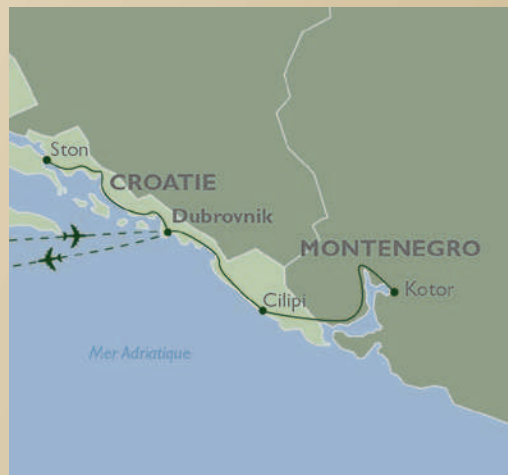 Ston
CROATIE
Dubrovnik
MONTENEGRO
Kotor
Cilipi
Mer Adriatique